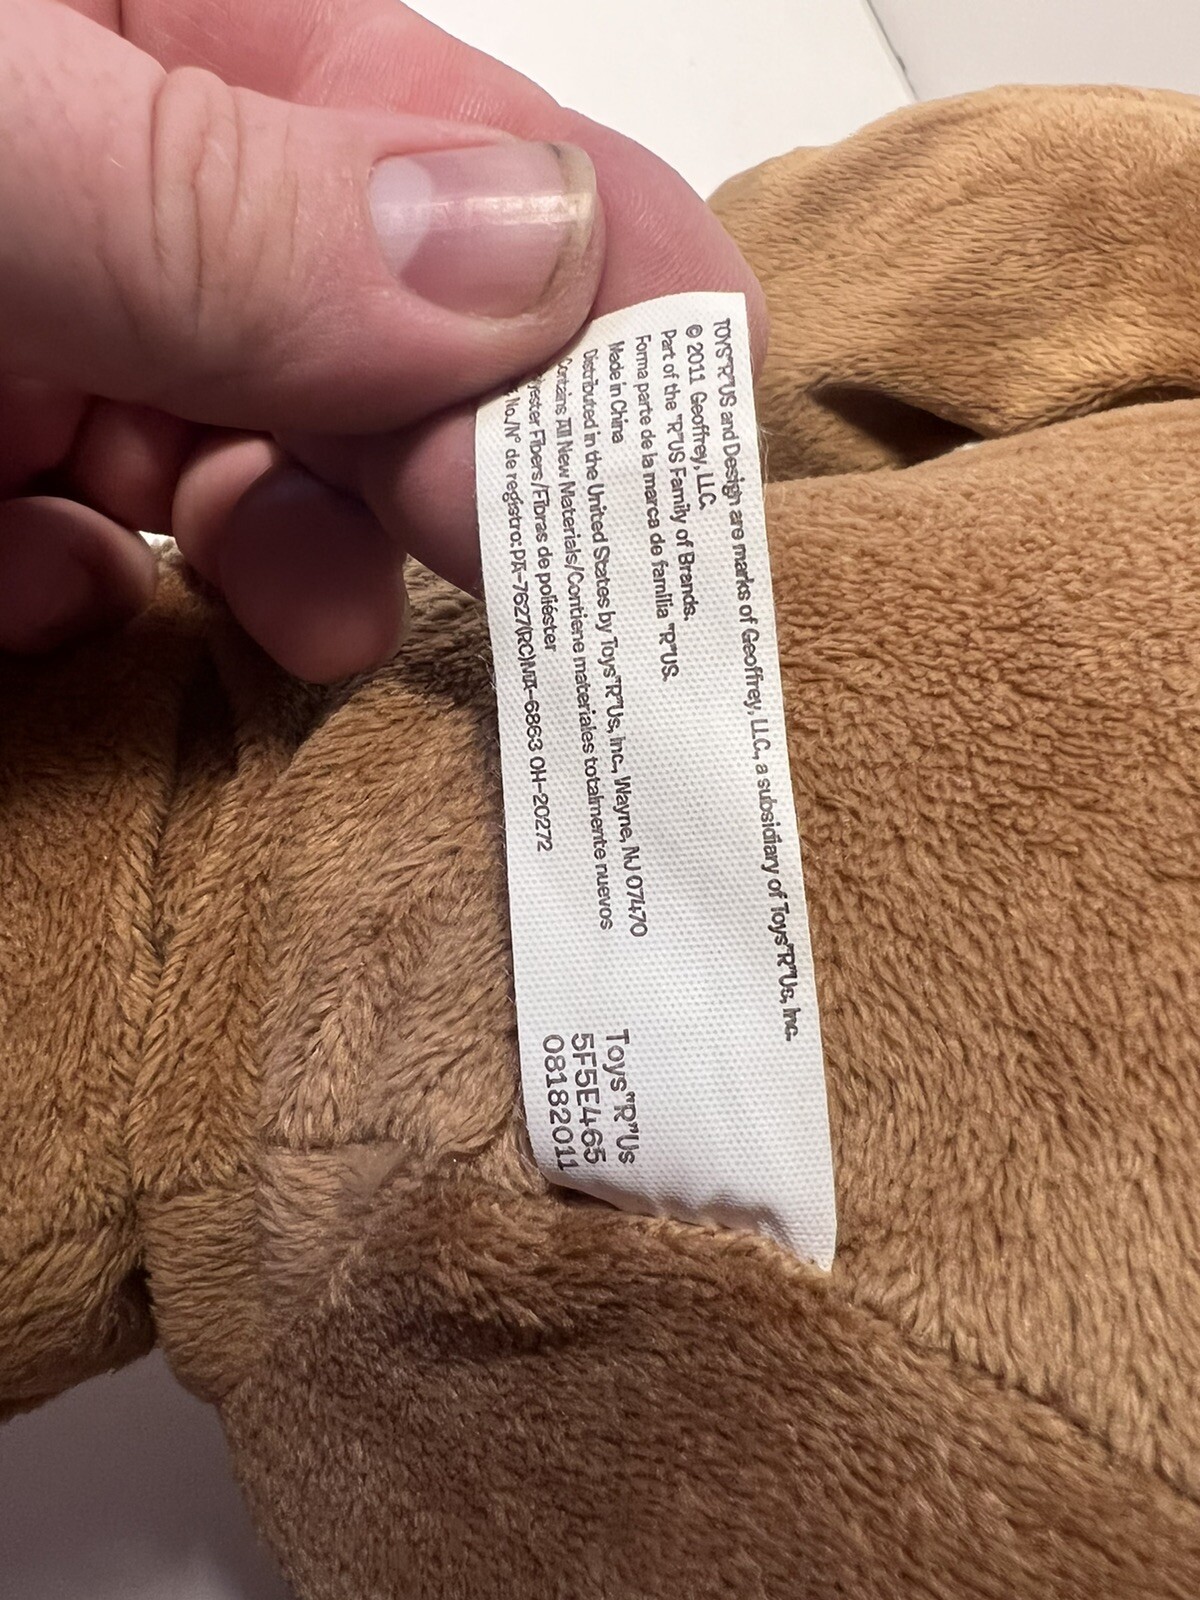 TOYS"R"US and Design are marks of Geoffrey, LLC., a subsidiary of Toys"R"Us, Inc.
© 2011 Geoffrey, LLC.
Part of the "R"US Family of Brands.
Forma parte de la marca de família "R"US.
Made in China
Distributed in the United States by Toys"R"Us, Inc., Wayne, NJ 07470
Contains All New Materials/Contiene materiales totalmente nuevos
Fibers/Fibras de poliéster
No./N° de registro: PA-7627(RC)MA-6863 OH-20272
Toys"R"Us
5F5E465
08182011